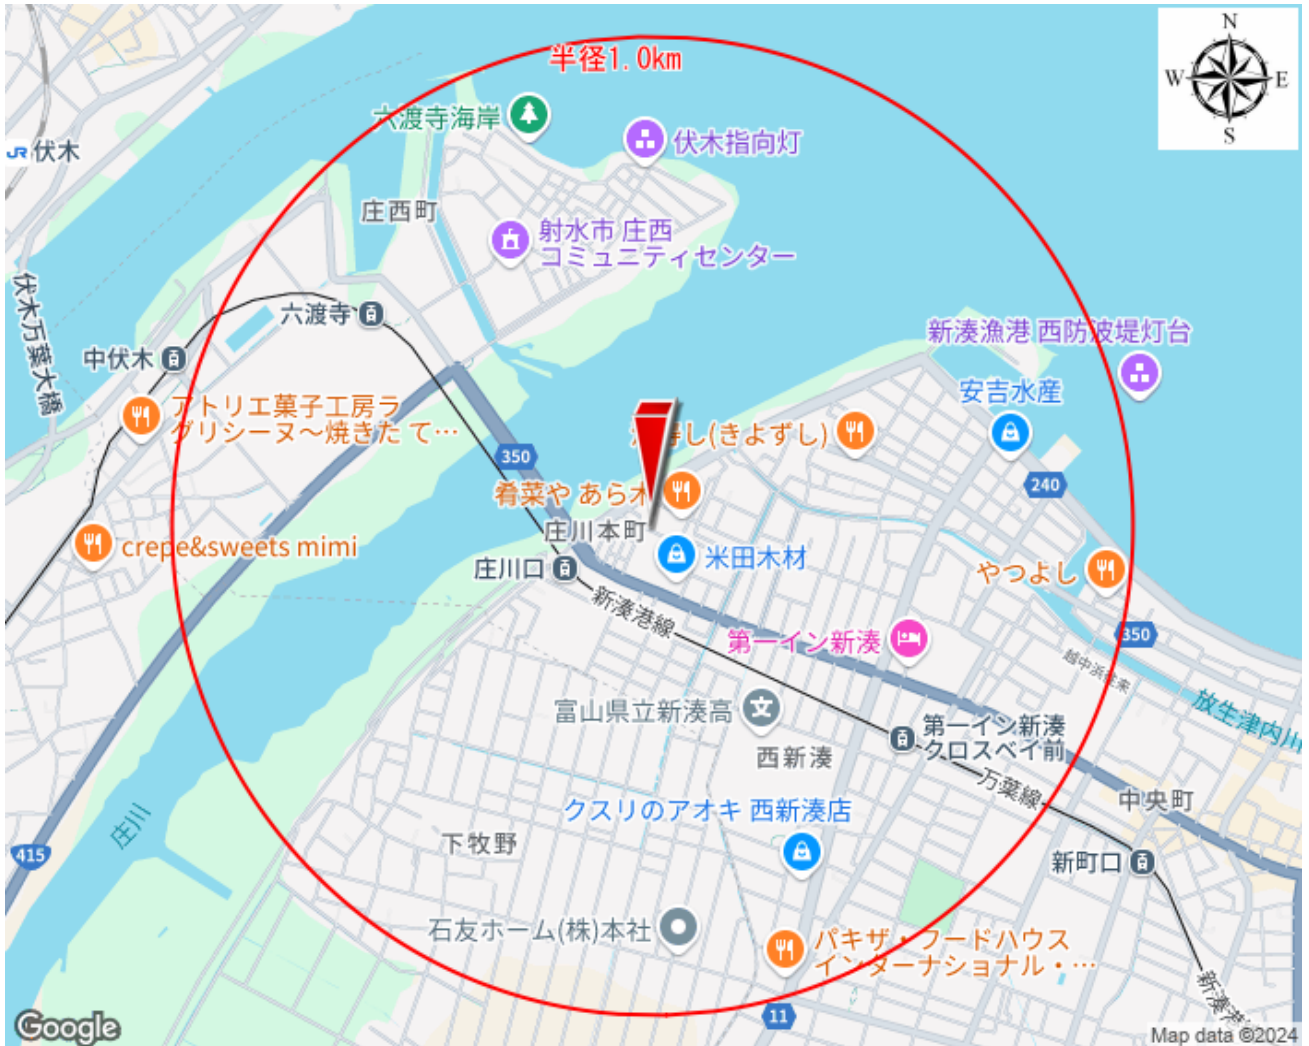 半径1.0km
N
W
E
S
六渡寺海岸
伏木指向灯
JR 伏木
庄西町
射水市 庄西
コミュニティセンター
伏木万葉大橋
六渡寺
中伏木
新湊漁港 西防波堤灯台
安吉水産
アトリエ菓子工房ラ
グリシーヌ〜焼きたて…
し(きよずし)
350
240
肴菜や あら木
庄川本町
crepe&sweets mimi
庄川口
米田木材
やつよし
新湊港線
第一イン新湊
350
越中浜往来
放生津内川
富山県立新湊高
西新湊
第一イン新湊
クロスベイ前
万葉線
中央町
クスリのアオキ 西新湊店
庄川
下牧野
415
新町口
石友ホーム(株)本社
パキザ・フードハウス
インターナショナル・…
新湊港
11
Google
Map data ©2024